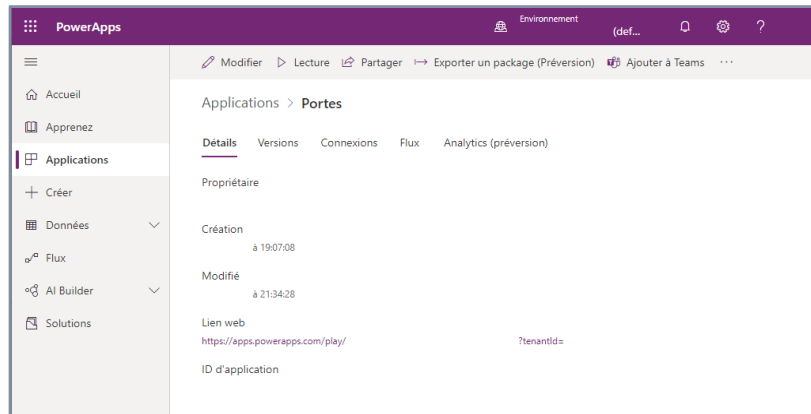 PowerApps
Environnement
(def...
?
Modifier Lecture Partager Exporter un package (Préversion) Ajouter à Teams ...
Accueil
Apprenez
Applications
Créer
Données
Flux
AI Builder
Solutions
Applications > Portes
Détails Versions Connexions Flux Analytics (préversion)
Propriétaire
Création
à 19:07:08
Modifié
à 21:34:28
Lien web
https://apps.powerapps.com/play/ ?tenantId=
ID d'application